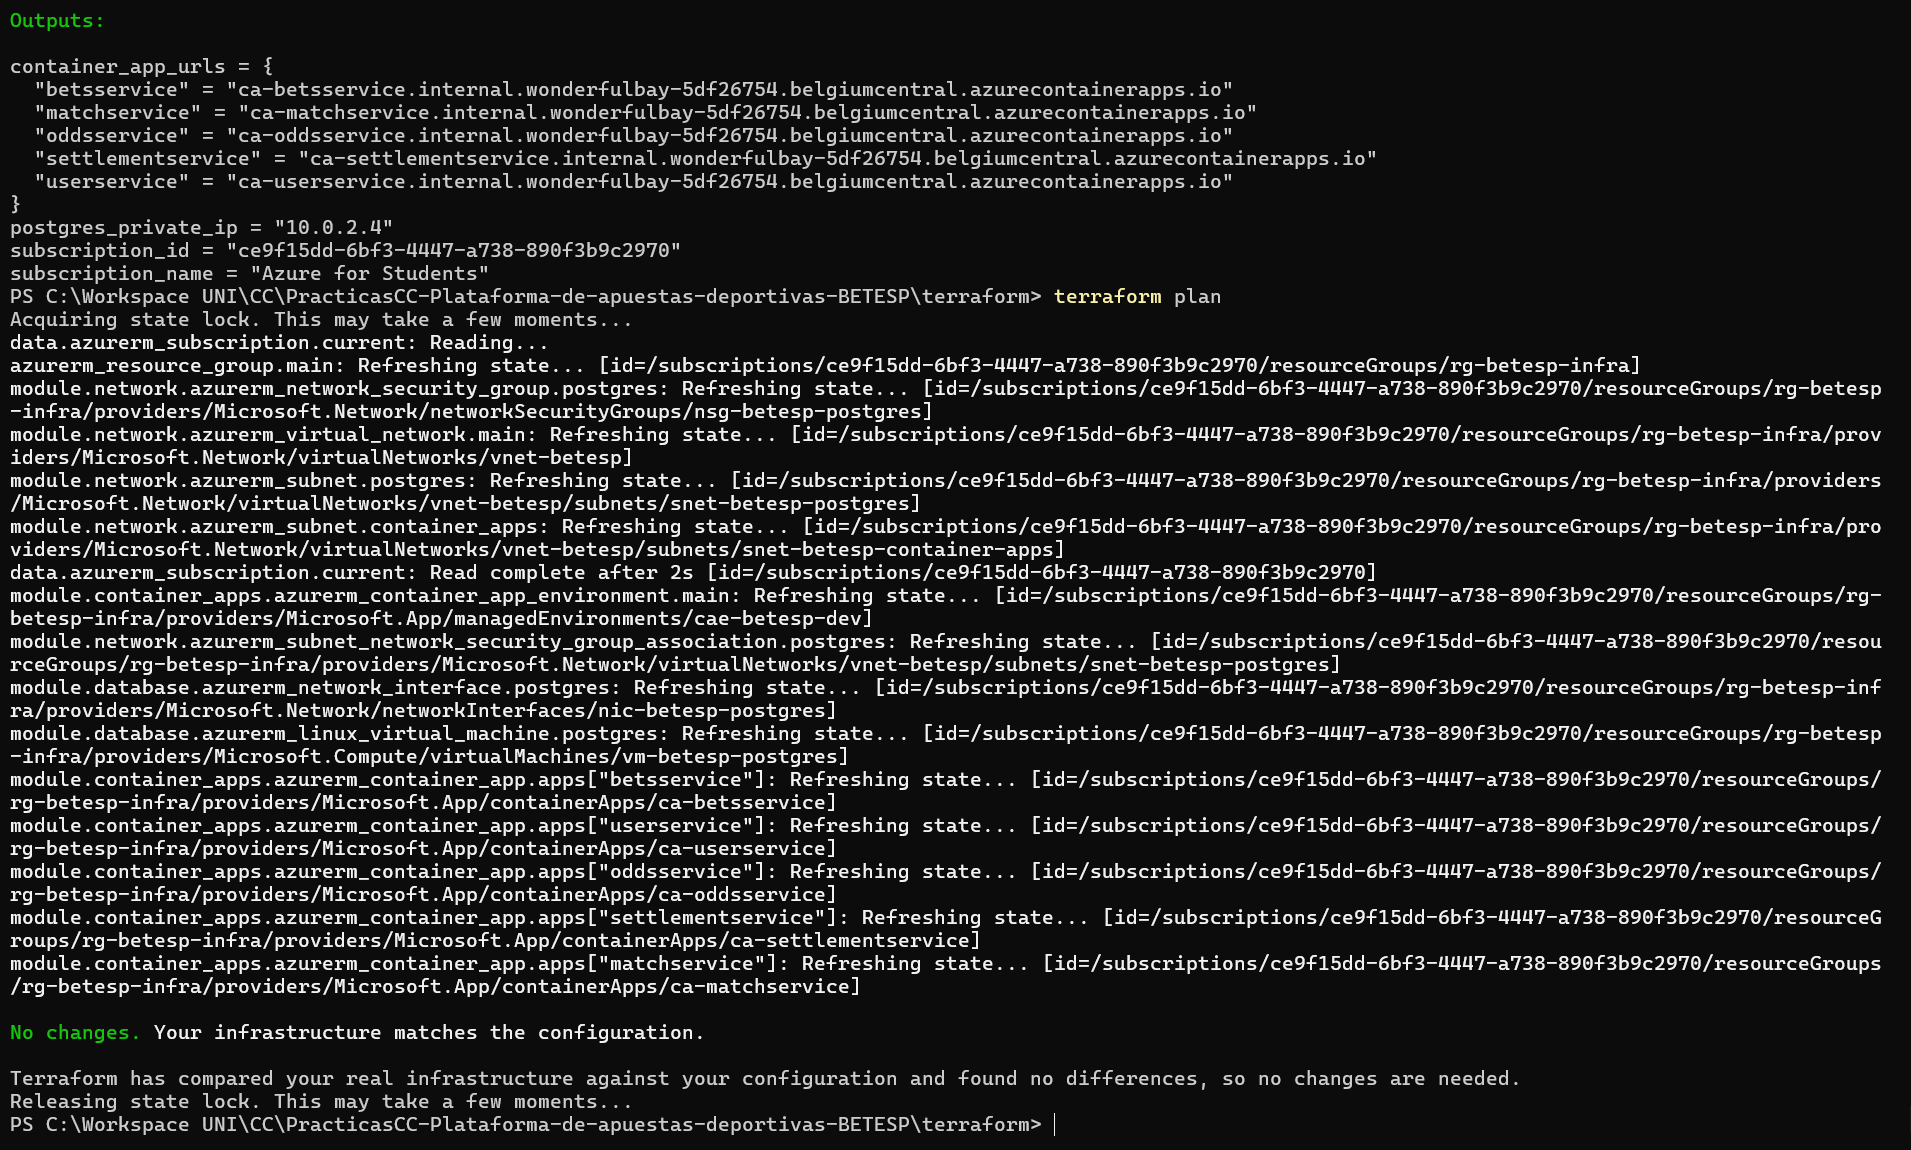 Outputs:

container_app_urls = {
  "betsservice" = "ca-betsservice.internal.wonderfulbay-5df26754.belgiumcentral.azurecontainerapps.io"
  "matchservice" = "ca-matchservice.internal.wonderfulbay-5df26754.belgiumcentral.azurecontainerapps.io"
  "oddsservice" = "ca-oddsservice.internal.wonderfulbay-5df26754.belgiumcentral.azurecontainerapps.io"
  "settlementservice" = "ca-settlementservice.internal.wonderfulbay-5df26754.belgiumcentral.azurecontainerapps.io"
  "userservice" = "ca-userservice.internal.wonderfulbay-5df26754.belgiumcentral.azurecontainerapps.io"
}
postgres_private_ip = "10.0.2.4"
subscription_id = "ce9f15dd-6bf3-4447-a738-890f3b9c2970"
subscription_name = "Azure for Students"
PS C:\Workspace UNI\CC\PracticasCC-Plataforma-de-apuestas-deportivas-BETESP\terraform> terraform plan
Acquiring state lock. This may take a few moments...
data.azurerm_subscription.current: Reading...
azurerm_resource_group.main: Refreshing state... [id=/subscriptions/ce9f15dd-6bf3-4447-a738-890f3b9c2970/resourceGroups/rg-betesp-infra]
module.network.azurerm_network_security_group.postgres: Refreshing state... [id=/subscriptions/ce9f15dd-6bf3-4447-a738-890f3b9c2970/resourceGroups/rg-betesp
-infra/providers/Microsoft.Network/networkSecurityGroups/nsg-betesp-postgres]
module.network.azurerm_virtual_network.main: Refreshing state... [id=/subscriptions/ce9f15dd-6bf3-4447-a738-890f3b9c2970/resourceGroups/rg-betesp-infra/prov
iders/Microsoft.Network/virtualNetworks/vnet-betesp]
module.network.azurerm_subnet.postgres: Refreshing state... [id=/subscriptions/ce9f15dd-6bf3-4447-a738-890f3b9c2970/resourceGroups/rg-betesp-infra/providers
/Microsoft.Network/virtualNetworks/vnet-betesp/subnets/snet-betesp-postgres]
module.network.azurerm_subnet.container_apps: Refreshing state... [id=/subscriptions/ce9f15dd-6bf3-4447-a738-890f3b9c2970/resourceGroups/rg-betesp-infra/pro
viders/Microsoft.Network/virtualNetworks/vnet-betesp/subnets/snet-betesp-container-apps]
data.azurerm_subscription.current: Read complete after 2s [id=/subscriptions/ce9f15dd-6bf3-4447-a738-890f3b9c2970]
module.container_apps.azurerm_container_app_environment.main: Refreshing state... [id=/subscriptions/ce9f15dd-6bf3-4447-a738-890f3b9c2970/resourceGroups/rg-
betesp-infra/providers/Microsoft.App/managedEnvironments/cae-betesp-dev]
module.network.azurerm_subnet_network_security_group_association.postgres: Refreshing state... [id=/subscriptions/ce9f15dd-6bf3-4447-a738-890f3b9c2970/resou
rceGroups/rg-betesp-infra/providers/Microsoft.Network/virtualNetworks/vnet-betesp/subnets/snet-betesp-postgres]
module.database.azurerm_network_interface.postgres: Refreshing state... [id=/subscriptions/ce9f15dd-6bf3-4447-a738-890f3b9c2970/resourceGroups/rg-betesp-inf
ra/providers/Microsoft.Network/networkInterfaces/nic-betesp-postgres]
module.database.azurerm_linux_virtual_machine.postgres: Refreshing state... [id=/subscriptions/ce9f15dd-6bf3-4447-a738-890f3b9c2970/resourceGroups/rg-betesp
-infra/providers/Microsoft.Compute/virtualMachines/vm-betesp-postgres]
module.container_apps.azurerm_container_app.apps["betsservice"]: Refreshing state... [id=/subscriptions/ce9f15dd-6bf3-4447-a738-890f3b9c2970/resourceGroups/
rg-betesp-infra/providers/Microsoft.App/containerApps/ca-betsservice]
module.container_apps.azurerm_container_app.apps["userservice"]: Refreshing state... [id=/subscriptions/ce9f15dd-6bf3-4447-a738-890f3b9c2970/resourceGroups/
rg-betesp-infra/providers/Microsoft.App/containerApps/ca-userservice]
module.container_apps.azurerm_container_app.apps["oddsservice"]: Refreshing state... [id=/subscriptions/ce9f15dd-6bf3-4447-a738-890f3b9c2970/resourceGroups/
rg-betesp-infra/providers/Microsoft.App/containerApps/ca-oddsservice]
module.container_apps.azurerm_container_app.apps["settlementservice"]: Refreshing state... [id=/subscriptions/ce9f15dd-6bf3-4447-a738-890f3b9c2970/resourceG
roups/rg-betesp-infra/providers/Microsoft.App/containerApps/ca-settlementservice]
module.container_apps.azurerm_container_app.apps["matchservice"]: Refreshing state... [id=/subscriptions/ce9f15dd-6bf3-4447-a738-890f3b9c2970/resourceGroups
/rg-betesp-infra/providers/Microsoft.App/containerApps/ca-matchservice]

No changes. Your infrastructure matches the configuration.

Terraform has compared your real infrastructure against your configuration and found no differences, so no changes are needed.
Releasing state lock. This may take a few moments...
PS C:\Workspace UNI\CC\PracticasCC-Plataforma-de-apuestas-deportivas-BETESP\terraform>